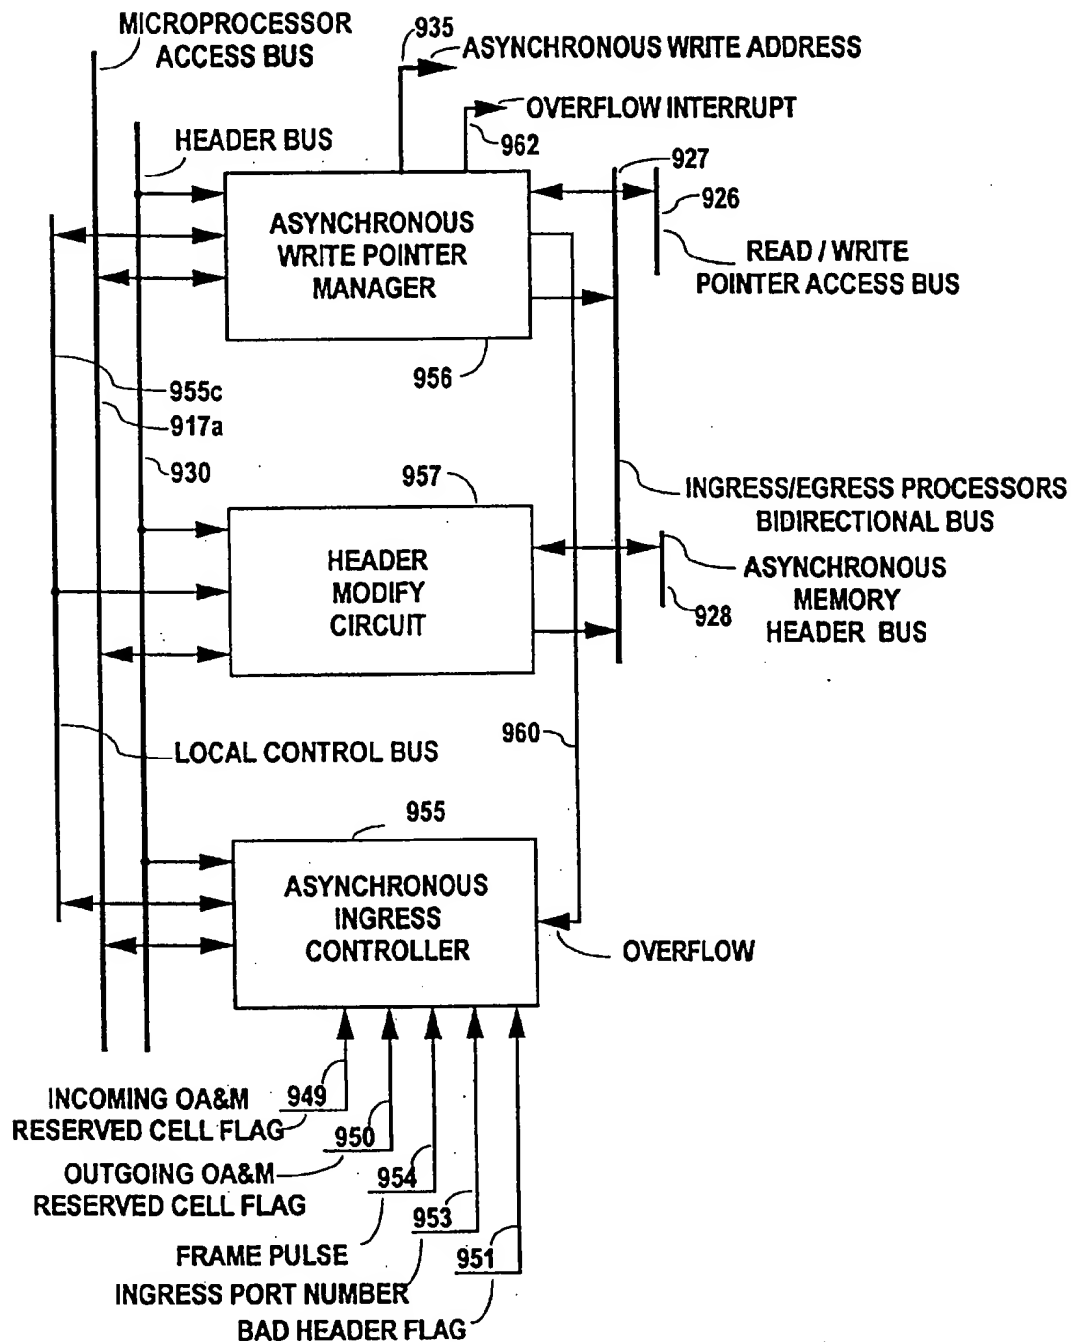 MICROPROCESSOR
ACCESS BUS
935
ASYNCHRONOUS WRITE ADDRESS
OVERFLOW INTERRUPT
962
HEADER BUS
927
926
ASYNCHRONOUS
WRITE POINTER
MANAGER
READ / WRITE
POINTER ACCESS BUS
956
955c
917a
930
957
INGRESS/EGRESS PROCESSORS
BIDIRECTIONAL BUS
HEADER
MODIFY
CIRCUIT
ASYNCHRONOUS
MEMORY
HEADER BUS
928
960
LOCAL CONTROL BUS
955
ASYNCHRONOUS
INGRESS
CONTROLLER
OVERFLOW
949
INCOMING OA&M
RESERVED CELL FLAG
950
OUTGOING OA&M
RESERVED CELL FLAG
954
FRAME PULSE
953
INGRESS PORT NUMBER
951
BAD HEADER FLAG